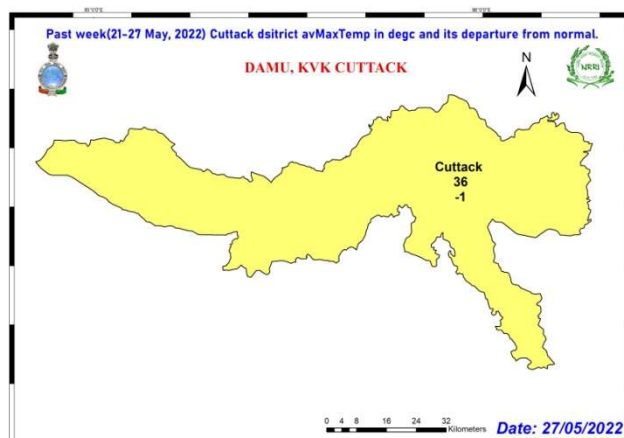 Past week(21-27 May, 2022) Cuttack dsitrict avMaxTemp in degc and its departure from normal.
DAMU, KVK CUTTACK
N
NRRI
Cuttack
36
-1
0 4 8 16 24 32
Kilometers
Date: 27/05/2022